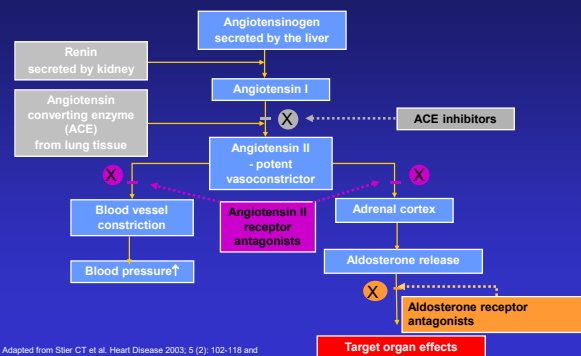 Angiotensinogen
secreted by the liver
Renin
secreted by kidney
Angiotensin I
Angiotensin
converting enzyme
(ACE)
from lung tissue
X
ACE inhibitors
Angiotensin II
- potent
vasoconstrictor
X
X
Blood vessel
constriction
Angiotensin II
receptor
antagonists
Adrenal cortex
Blood pressure↑
Aldosterone release
X
Aldosterone receptor
antagonists
Target organ effects
Adapted from Stier CT et al. Heart Disease 2003; 5 (2): 102-118 and